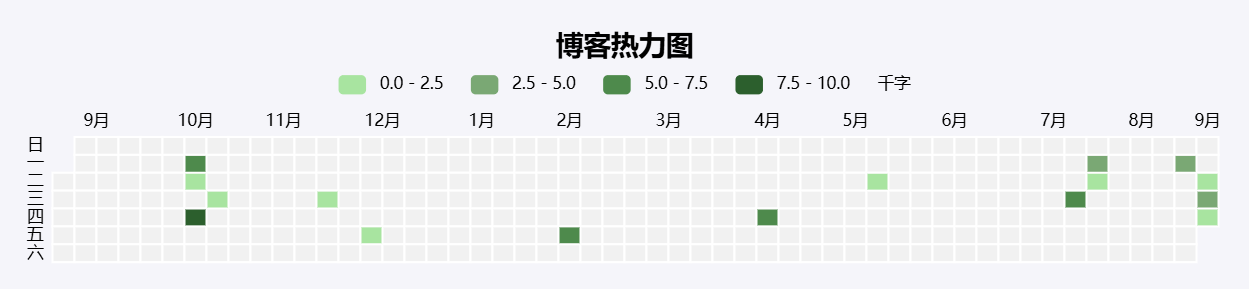 博客热力图
0.0 - 2.5 2.5 - 5.0 5.0 - 7.5 7.5 - 10.0 千字
9月 10月 11月 12月 1月 2月 3月 4月 5月 6月 7月 8月 9月
日
一
二
三
四
五
六